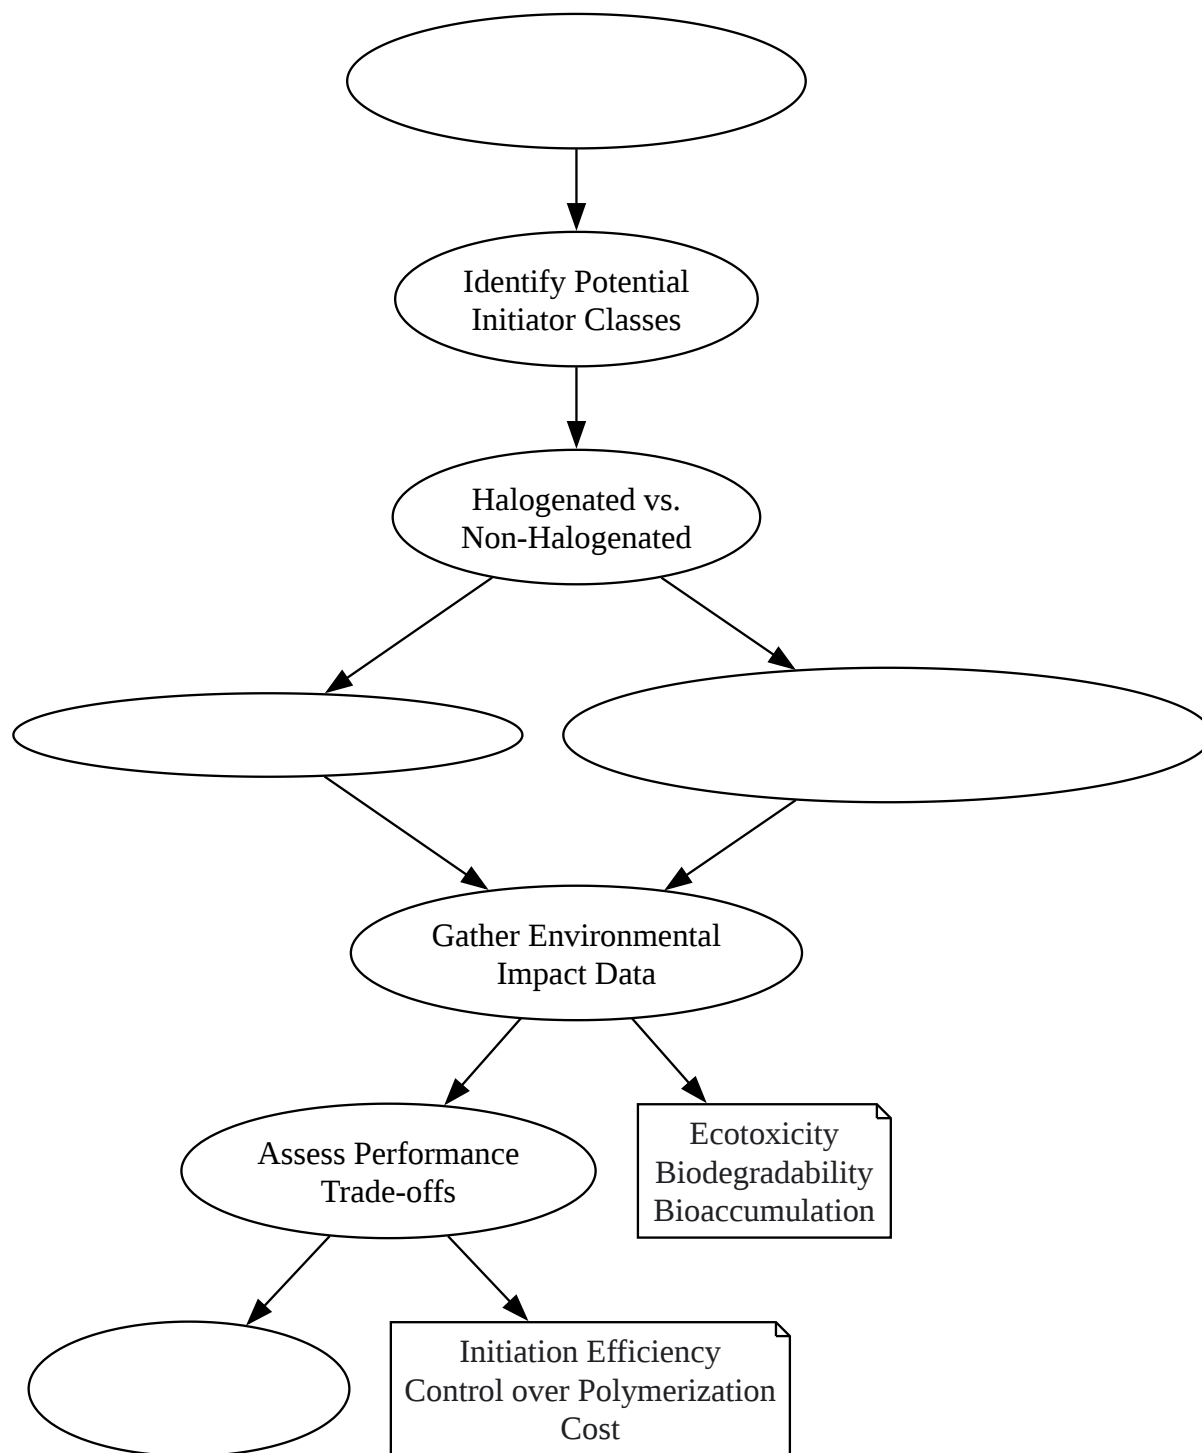 Identify Potential
Initiator Classes
Halogenated vs.
Non-Halogenated
Gather Environmental
Impact Data
Assess Performance
Trade-offs
Ecotoxicity
Biodegradability
Bioaccumulation
Initiation Efficiency
Control over Polymerization
Cost